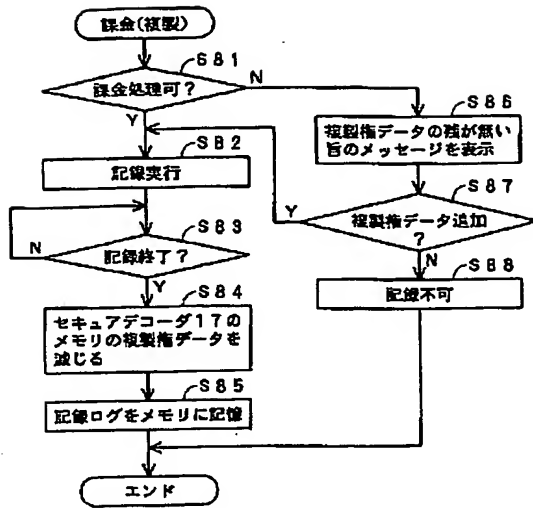 課金(複製)
S81
課金処理可?
N
Y
S82
記録実行
S83
記録終了?
N
Y
S84
セキュアデコーダ17の
メモリの複製権データを
減じる
S85
記録ログをメモリに記憶
エンド
S86
複製権データの残が無い
旨のメッセージを表示
S87
複製権データ追加
?
Y
N
S88
記録不可